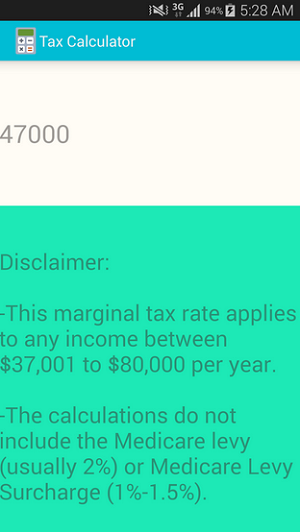 3G 94% 5:28 AM
Tax Calculator
47000
Disclaimer:
-This marginal tax rate applies
to any income between
$37,001 to $80,000 per year.
-The calculations do not
include the Medicare levy
(usually 2%) or Medicare Levy
Surcharge (1%-1.5%).